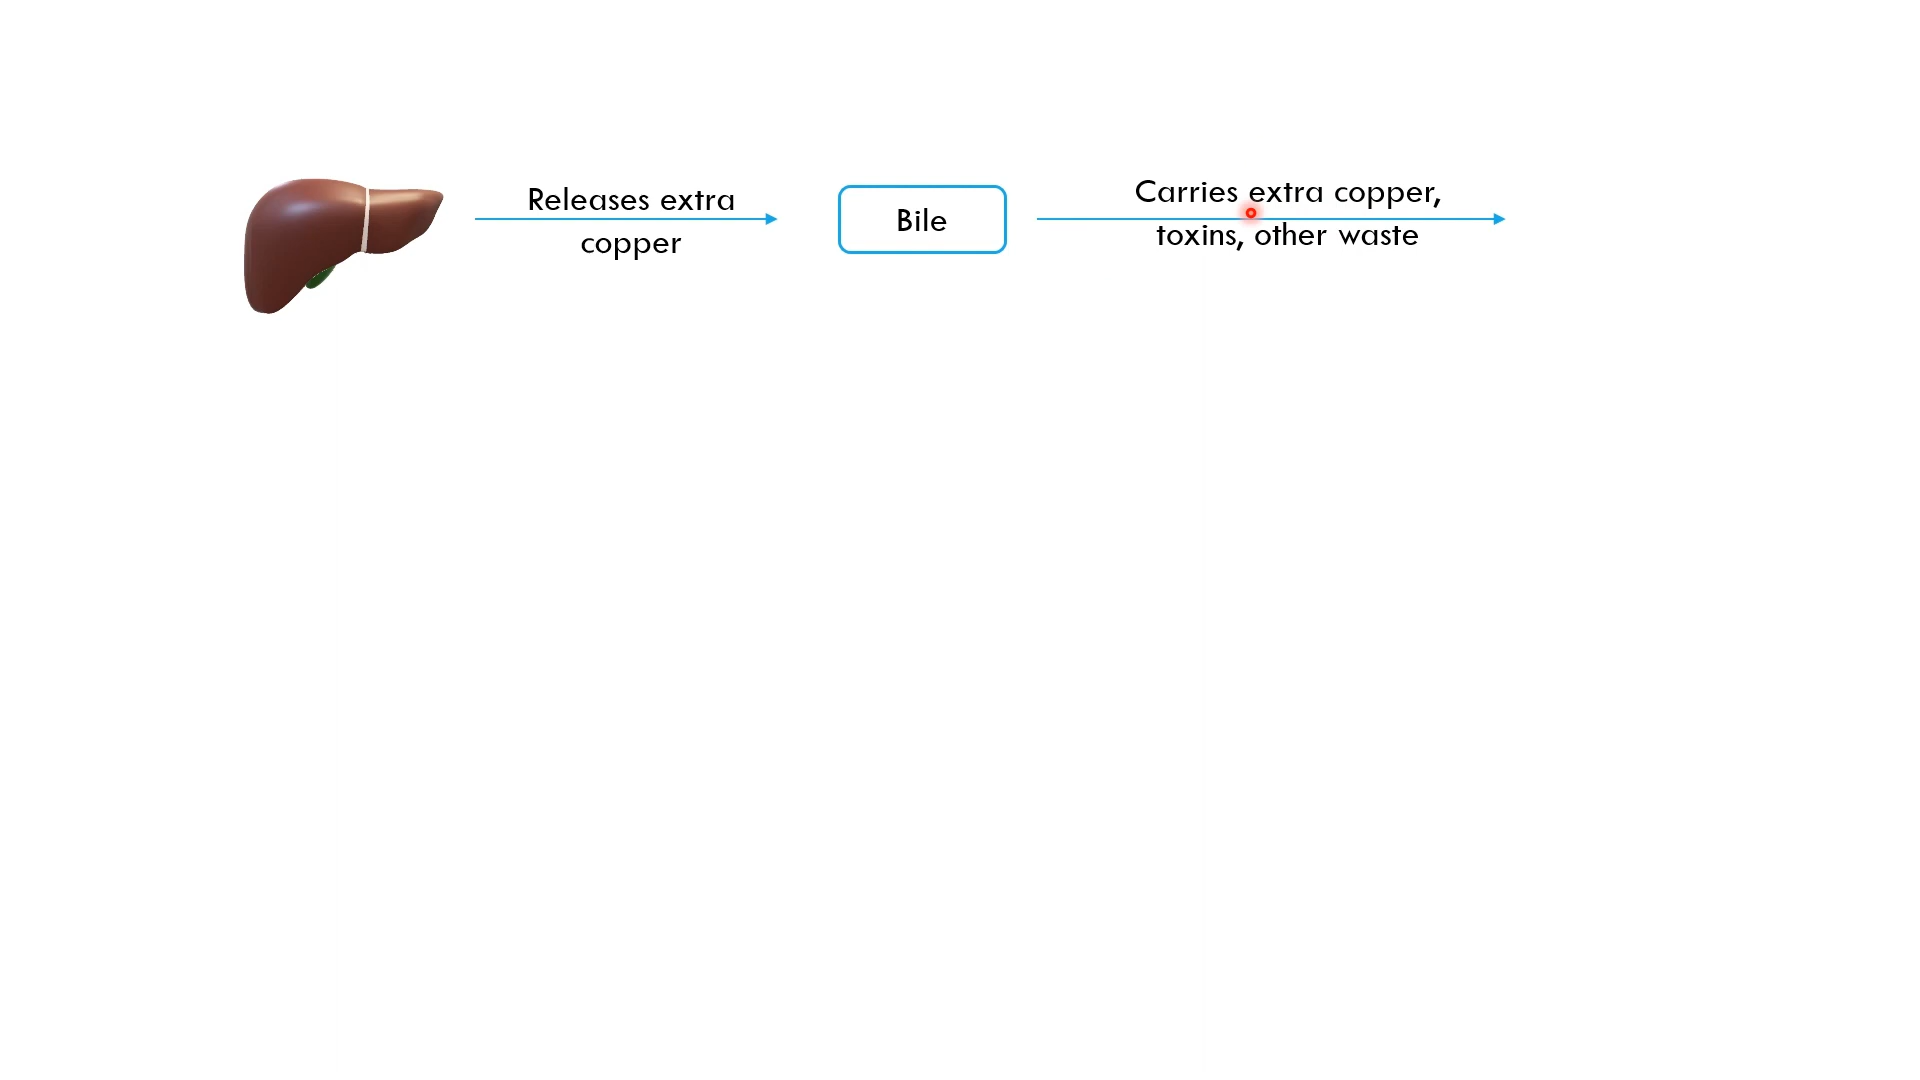 Releases extra
copper
Bile
Carries extra copper,
toxins, other waste